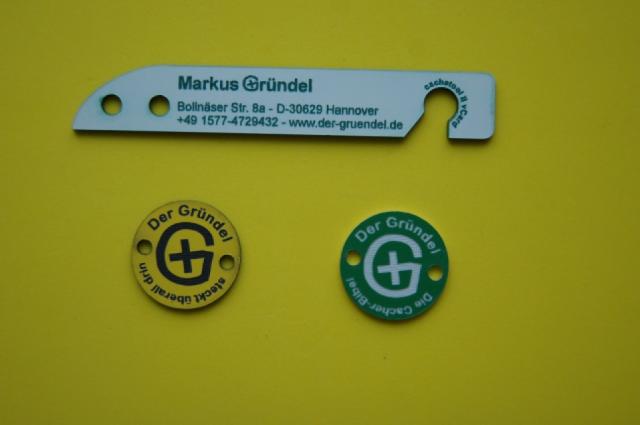 Markus Gründel
Bollnäser Str. 8a - D-30629 Hannover
+49 1577-4729432 - www.der-gruendel.de
cachetool II vCard
Der Gründel
G
steckt überall drin
Der Gründel
G
Die Cacher-Bibel